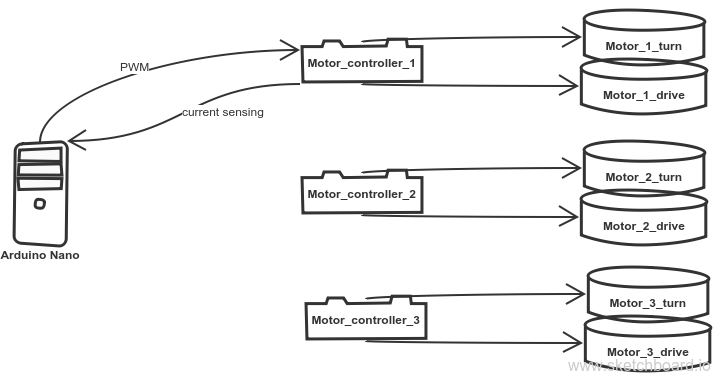 PWM
Motor_controller_1
Motor_1_turn
Motor_1_drive
current sensing
Motor_controller_2
Motor_2_turn
Motor_2_drive
Arduino Nano
Motor_controller_3
Motor_3_turn
Motor_3_drive
www.sketchboard.io